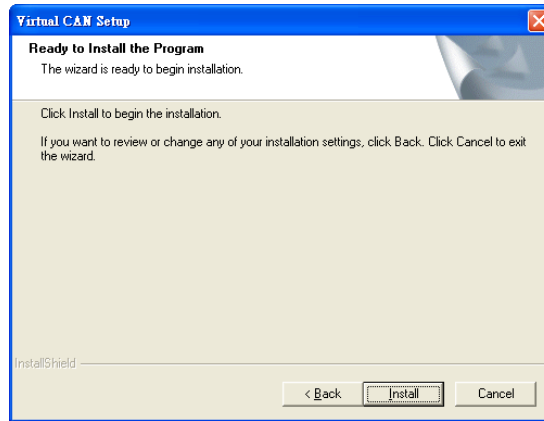 Virtual CAN Setup
Ready to Install the Program
The wizard is ready to begin installation.
Click Install to begin the installation.
If you want to review or change any of your installation settings, click Back. Click Cancel to exit
the wizard.
InstallShield
< Back Install Cancel